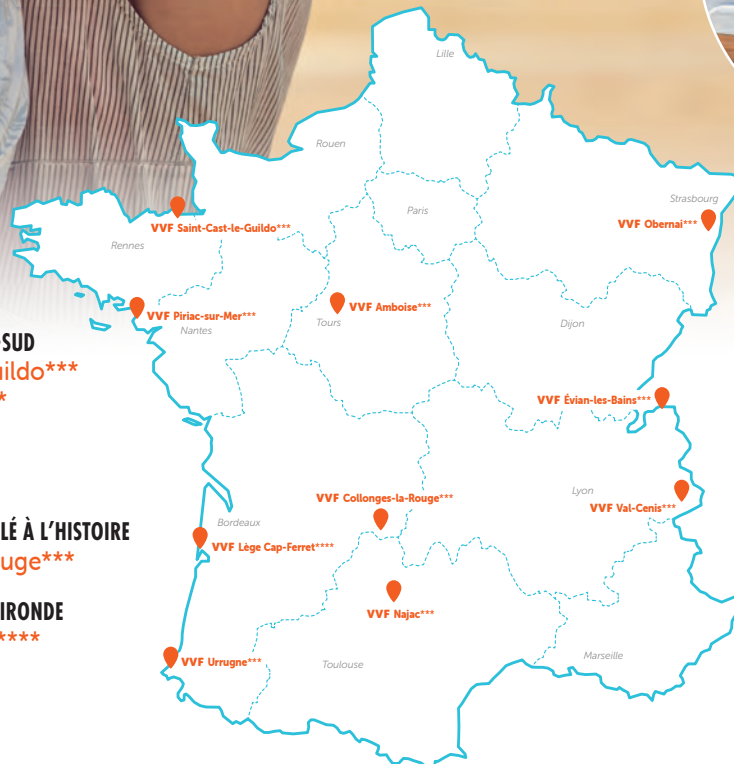 Lille
Rouen
Paris
Strasbourg
VVF Obernai***
VVF Saint-Cast-le-Guildo***
Rennes
VVF Amboise***
VVF Piriac-sur-Mer***
Tours
Nantes
Dijon
SUD
ildo***
*
VVF Évian-les-Bains***
Lyon
VVF Collonges-la-Rouge***
VVF Val-Cenis***
Bordeaux
LÉ À L'HISTOIRE
VVF Lège Cap-Ferret****
uge***
IRONDE
VVF Najac***
****
VVF Urrugne***
Toulouse
Marseille